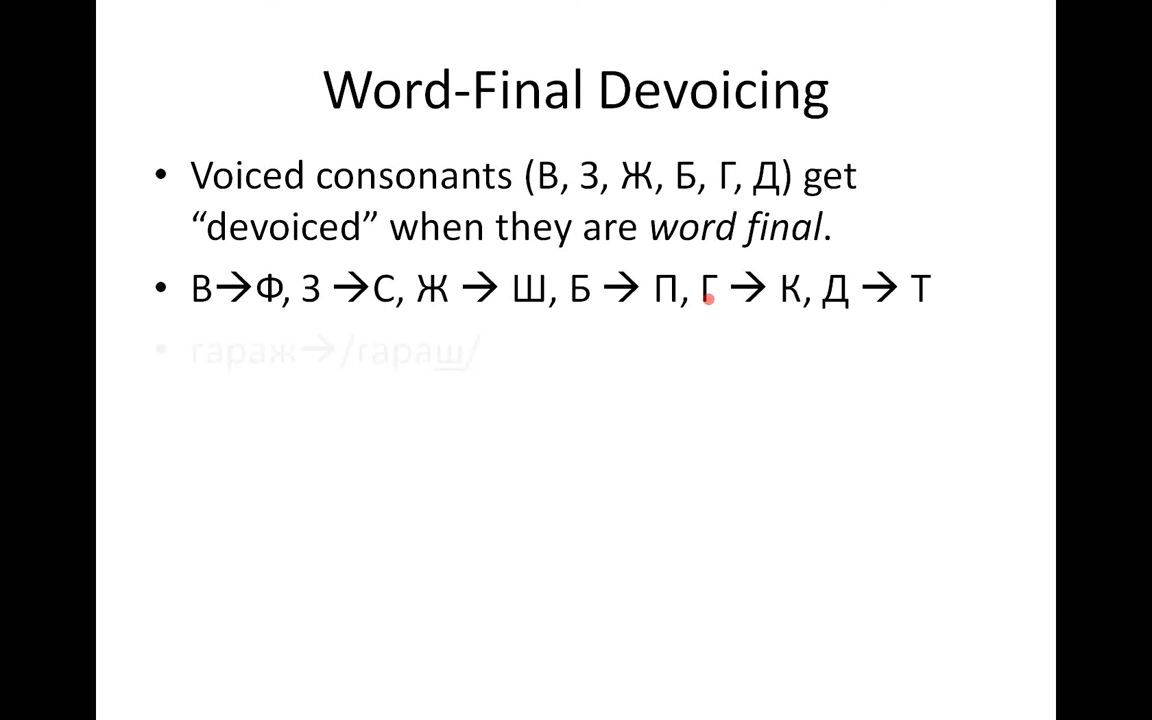 Word-Final Devoicing
• Voiced consonants (В, З, Ж, Б, Г, Д) get
“devoiced” when they are word final.
• В→Ф, З →С, Ж → Ш, Б → П, Г → К, Д → Т
• гараж→/гараш/